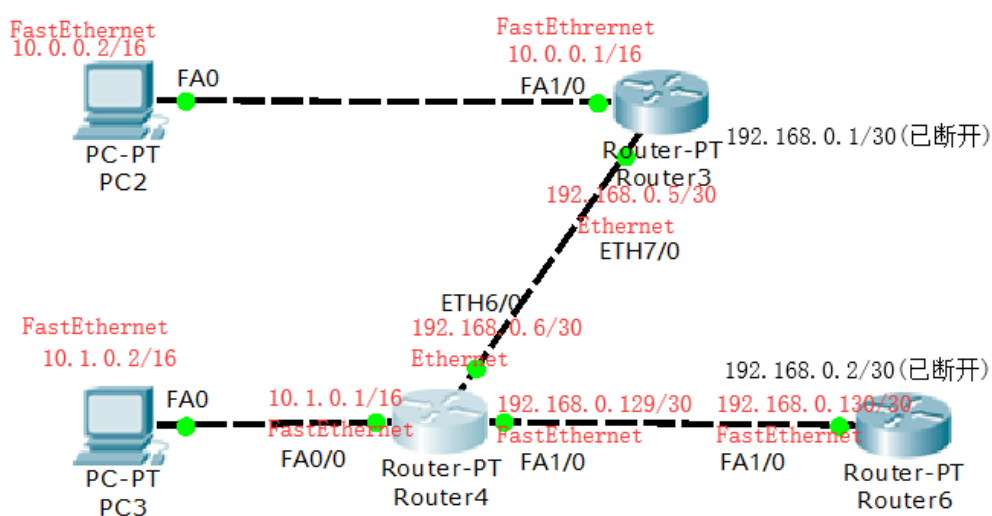 FastEthernet
10.0.0.2/16
FA0
PC-PT
PC2
FastEthrernet
10.0.0.1/16
FA1/0
192.168.0.1/30(已断开)
Router-PT
Router3
192.168.0.5/30
Ethernet
ETH7/0
ETH6/0
192.168.0.6/30
Ethernet
FastEthernet
10.1.0.2/16
FA0
PC-PT
PC3
10.1.0.1/16
FastEthernet
FA0/0
Router-PT
Router4
192.168.0.129/30
FastEthernet
FA1/0
192.168.0.2/30(已断开)
192.168.0.130/30
FastEthernet
FA1/0
Router-PT
Router6